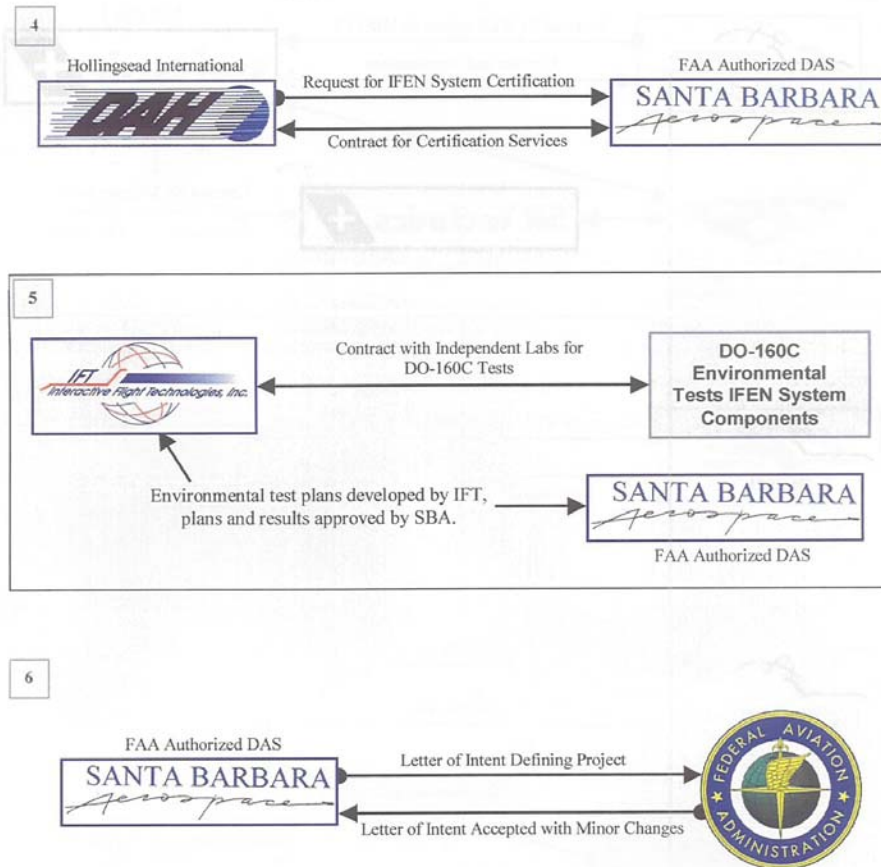 4
Hollingsead International
DAH
Request for IFEN System Certification
Contract for Certification Services
FAA Authorized DAS
SANTA BARBARA
Aerospace
5
IFT
Interactive Flight Technologies, Inc.
Contract with Independent Labs for
DO-160C Tests
DO-160C
Environmental
Tests IFEN System
Components
Environmental test plans developed by IFT,
plans and results approved by SBA.
SANTA BARBARA
Aerospace
FAA Authorized DAS
6
FAA Authorized DAS
SANTA BARBARA
Aerospace
Letter of Intent Defining Project
Letter of Intent Accepted with Minor Changes
FEDERAL AVIATION
ADMINISTRATION